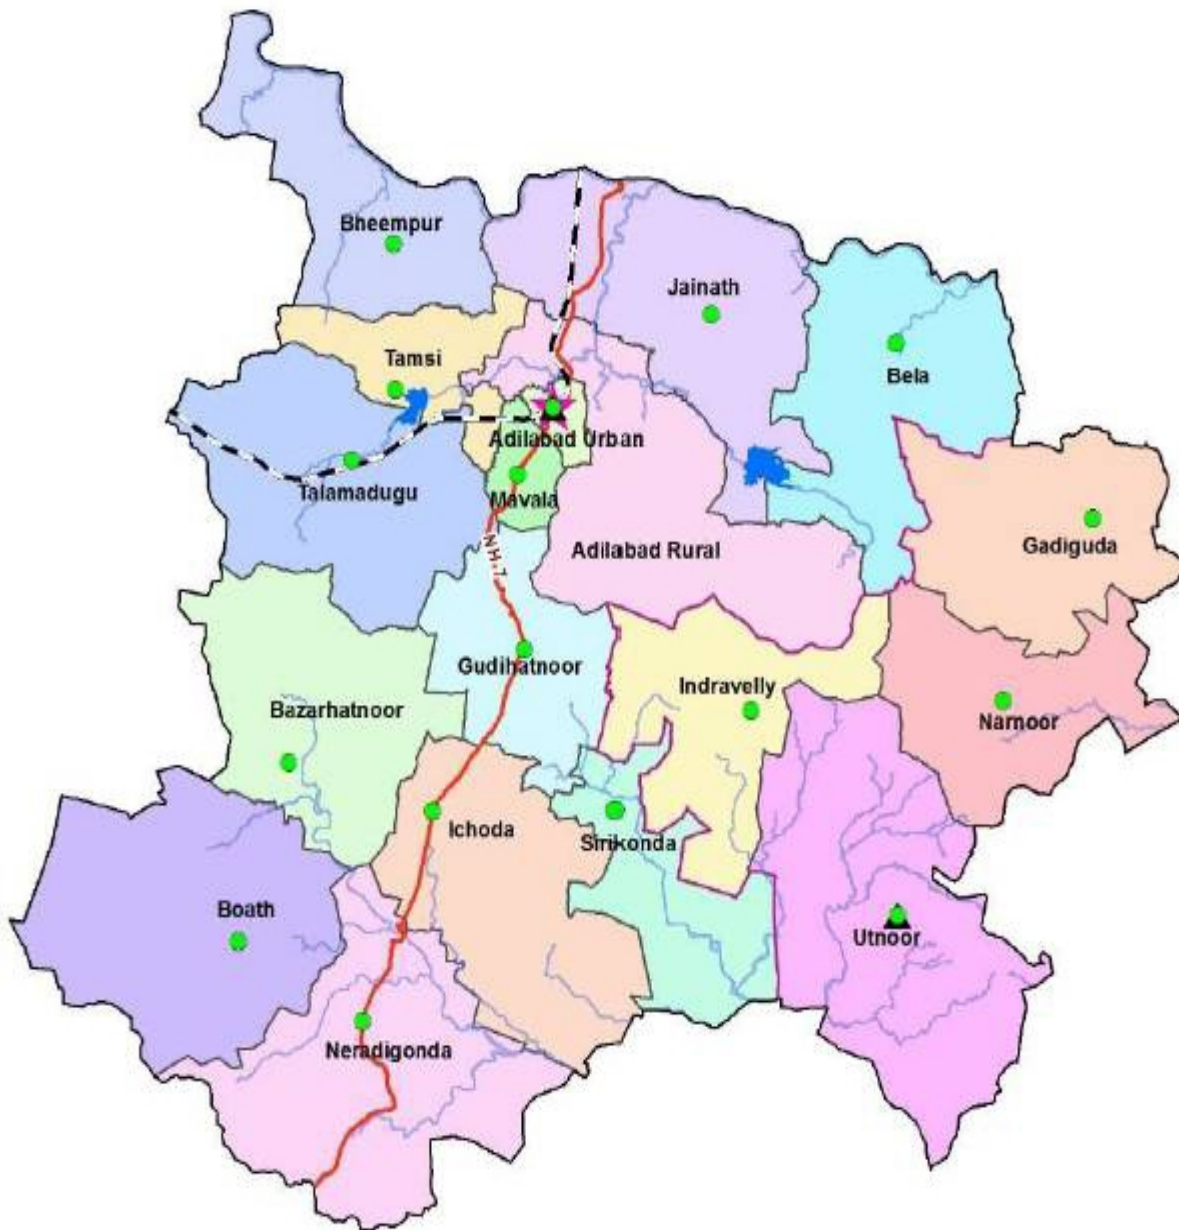 Bheempur
Jainath
Tamsi
Bela
Adilabad Urban
Talamadugu
Mavala
Adilabad Rural
Gadiguda
NH.7
Gudihatnoor
Indravelly
Bazarhatnoor
Narnoor
Ichoda
Sirikonda
Boath
Utnoor
Neradigonda